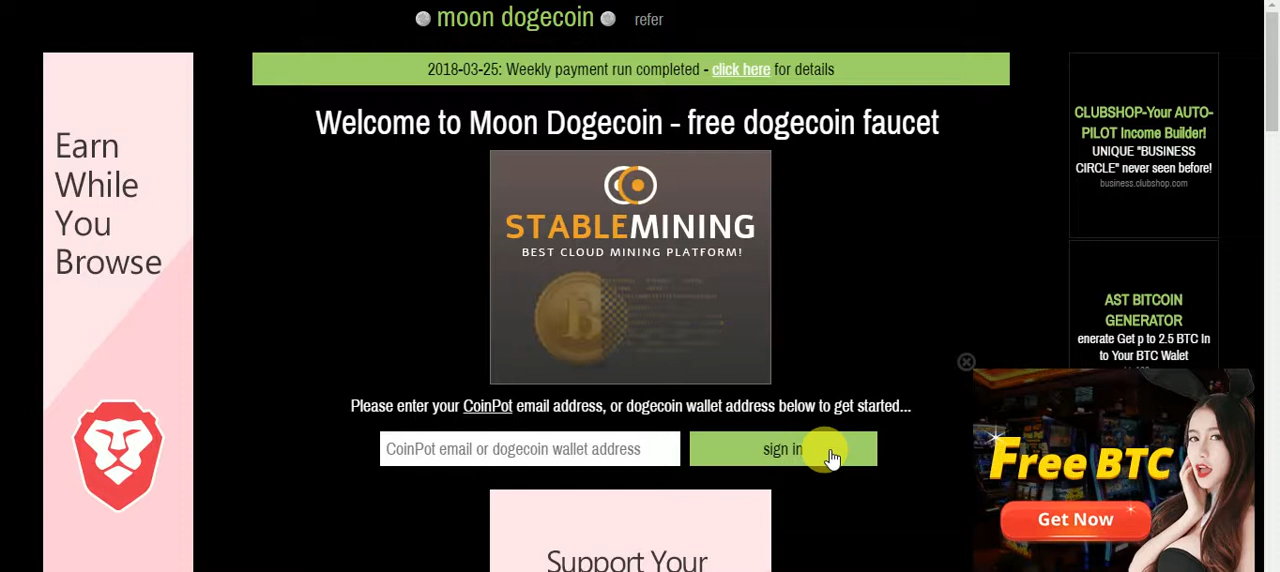 moon dogecoin
refer
2018-03-25: Weekly payment run completed - click here for details
Welcome to Moon Dogecoin - free dogecoin faucet
Earn
While
You
Browse
STABLEMINING
BEST CLOUD MINING PLATFORM!
CLUBSHOP-Your AUTO-
PILOT Income Builder!
UNIQUE "BUSINESS
CIRCLE" never seen before!
business.clubshop.com
AST BITCOIN
GENERATOR
enerate Get p to 2.5 BTC In
to Your BTC Walet
Please enter your CoinPot email address, or dogecoin wallet address below to get started...
CoinPot email or dogecoin wallet address
sign in
Free BTC
Get Now
Support Your